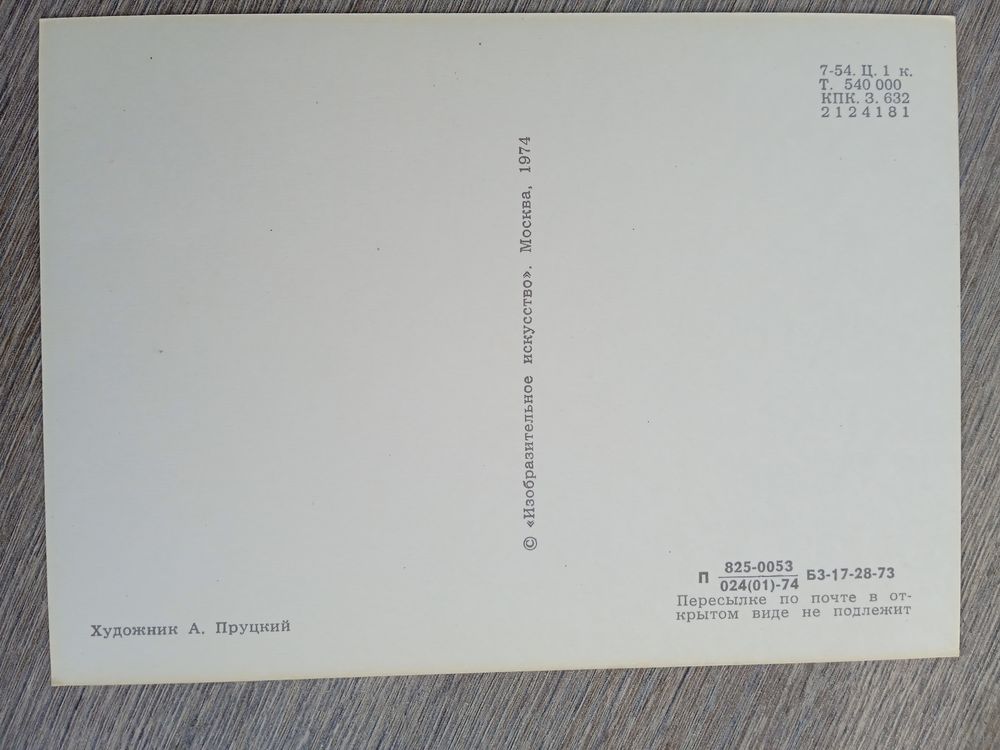 7-54. Ц. 1 к.
Т. 540 000
КПК. З. 632
2124181
© «Изобразительное искусство». Москва, 1974
П 825-0053
024(01)-74 БЗ-17-28-73
Пересылке по почте в от-
крытом виде не подлежит
Художник А. Пруцкий